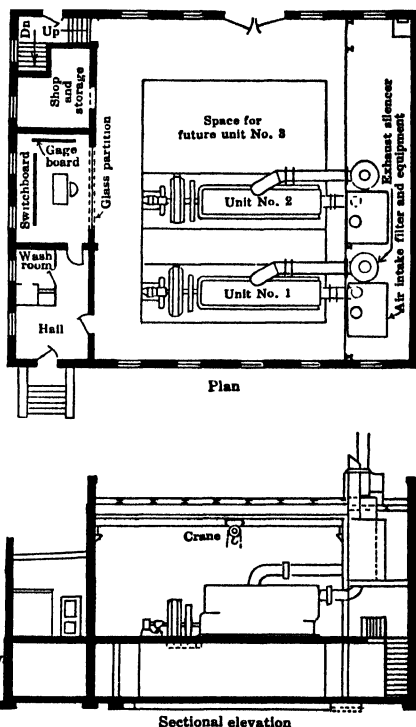 Dn
Up
Shop
and
storage
Space for
future unit No. 3
Exhaust silencer
Air intake filter and equipment
Gage
board
Switchboard
Glass partition
Unit No. 2
Wash
room
Unit No. 1
Hall
Plan
Crane
Sectional elevation